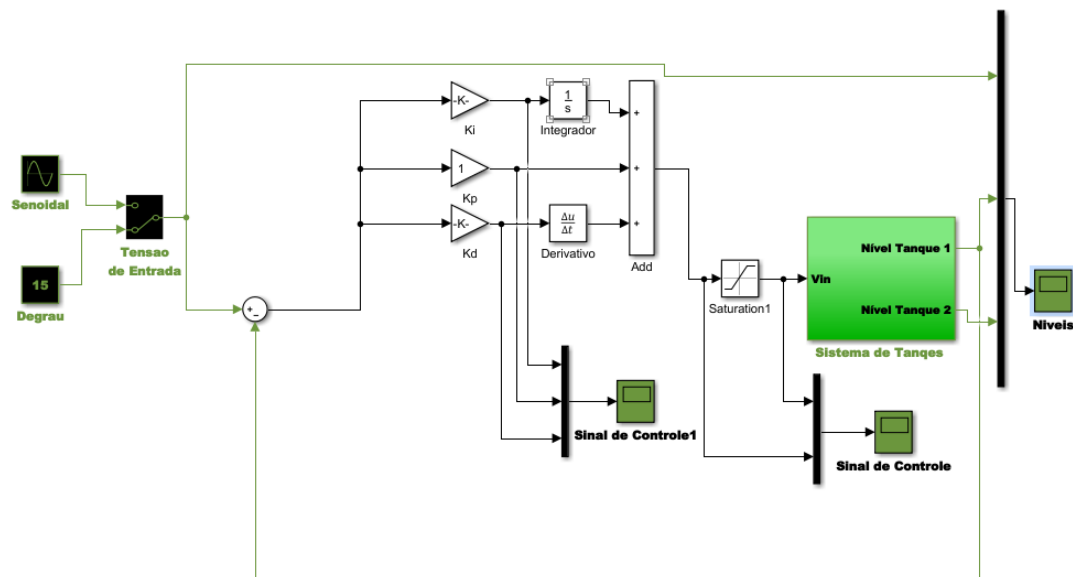 Senoidal
15
Degrau
Tensao
de Entrada
+
-
-K-
Ki
1
Kp
-K-
Kd
1
s
Integrador
Δu
Δt
Derivativo
+
+
+
Add
Saturation1
Vin
Nível Tanque 1
Nível Tanque 2
Sistema de Tanqes
Niveis
Sinal de Controle1
Sinal de Controle